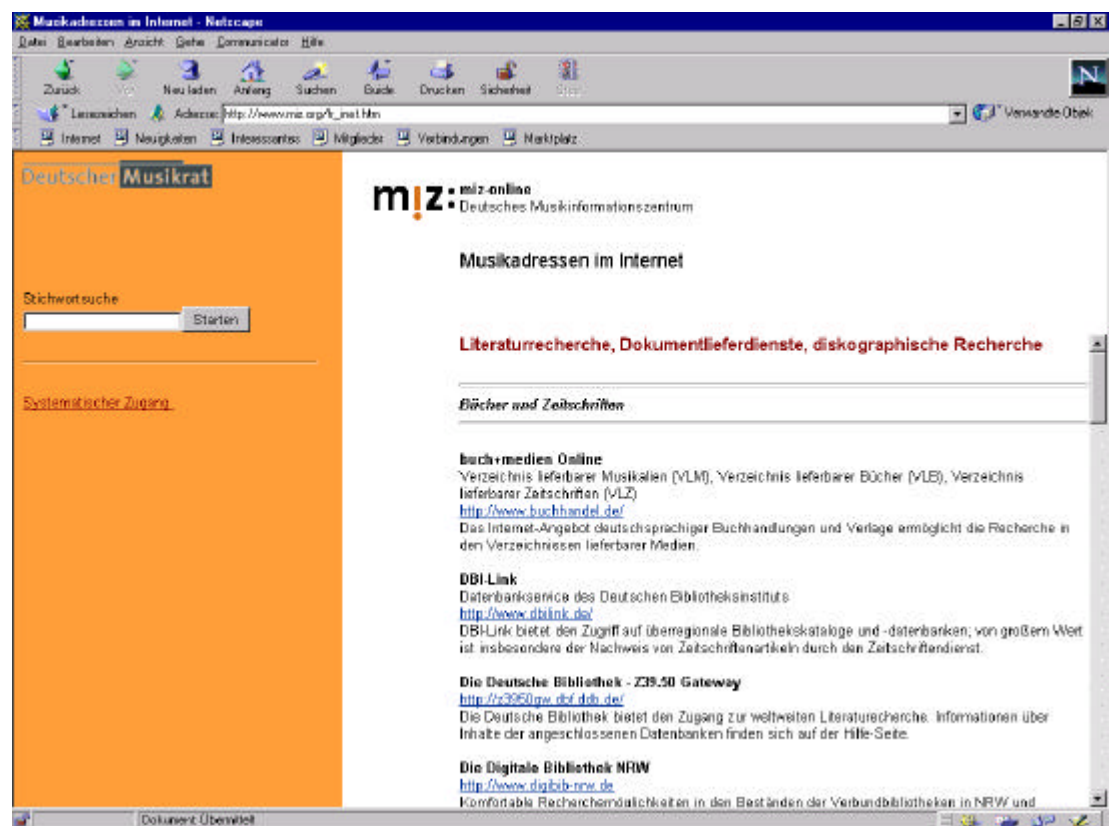 Musikadressen im Internet - Netscape
Datei Bearbeiten Ansicht Gehe Communicator Hilfe
Zurück Vor Neu laden Anfang Suchen Guide Drucken Sicherheit Stop
Lesezeichen Adresse: http://www.miz.org/fr_inet.htm Verwandte Objek
Internet Neuigkeiten Interessantes Mitglieder Verbindungen Marktplatz
Deutscher Musikrat
Stichwortsuche
Starten
Systematischer Zugang
m!z: miz-online
Deutsches Musikinformationszentrum
Musikadressen im Internet
Literaturrecherche, Dokumentlieferdienste, diskographische Recherche
Bücher und Zeitschriften
buch+medien Online
Verzeichnis lieferbarer Musikalien (VLM), Verzeichnis lieferbarer Bücher (VLB), Verzeichnis
lieferbarer Zeitschriften (VLZ)
http://www.buchhandel.de/
Das Internet-Angebot deutschsprachiger Buchhandlungen und Verlage ermöglicht die Recherche in
den Verzeichnissen lieferbarer Medien.
DBI-Link
Datenbankservice des Deutschen Bibliotheksinstituts
http://www.dbilink.de/
DBI-Link bietet den Zugriff auf überregionale Bibliothekskataloge und -datenbanken; von großem Wert
ist insbesondere der Nachweis von Zeitschriftenartikeln durch den Zeitschriftendienst.
Die Deutsche Bibliothek - Z39.50 Gateway
http://z3950gw.dbf.ddb.de/
Die Deutsche Bibliothek bietet den Zugang zur weltweiten Literaturecherche. Informationen über
Inhalte der angeschlossenen Datenbanken finden sich auf der Hilfe-Seite.
Die Digitale Bibliothek NRW
http://www.digibib-nrw.de
Komfortable Recherchemöglichkeiten in den Beständen der Verbundbibliotheken in NRW und
Dokument: Übermittelt